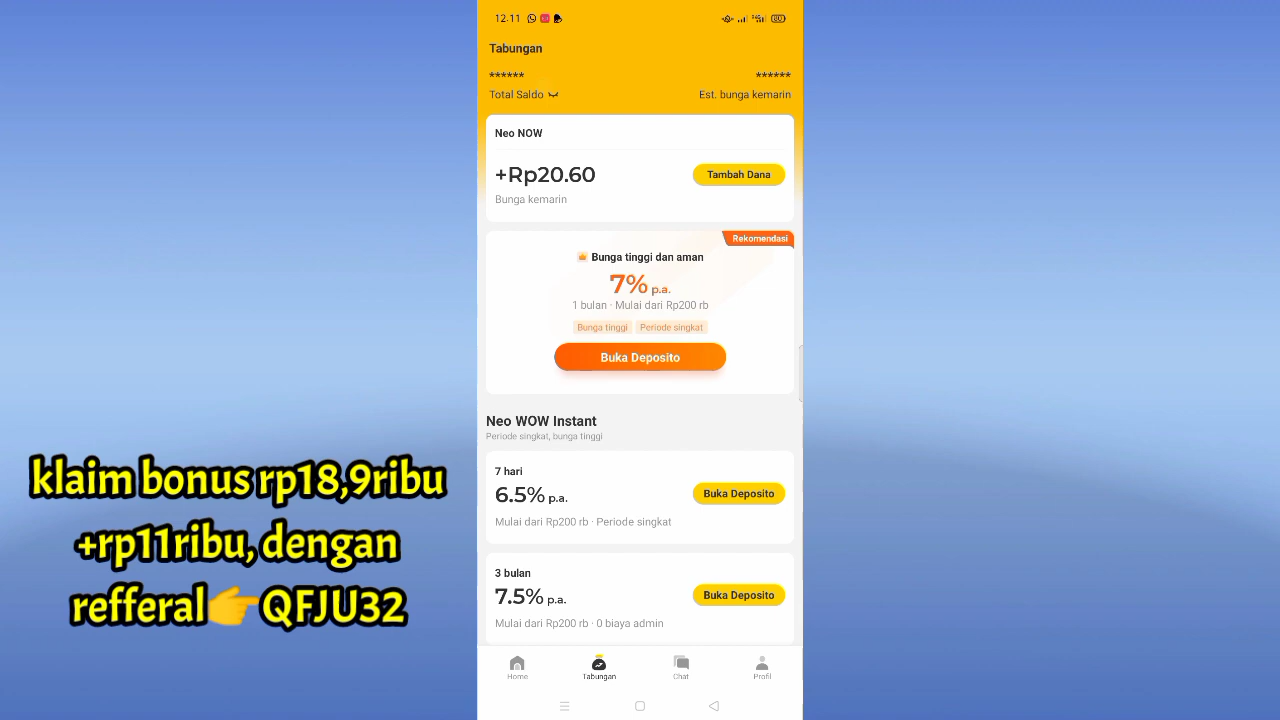 12.11
Tabungan
****** ******
Total Saldo Est. bunga kemarin
Neo NOW
+Rp20.60 Tambah Dana
Bunga kemarin
Rekomendasi
Bunga tinggi dan aman
7% p.a.
1 bulan · Mulai dari Rp200 rb
Bunga tinggi Periode singkat
Buka Deposito
Neo WOW Instant
Periode singkat, bunga tinggi
7 hari
6.5% p.a. Buka Deposito
Mulai dari Rp200 rb · Periode singkat
3 bulan
7.5% p.a. Buka Deposito
Mulai dari Rp200 rb · 0 biaya admin
Home Tabungan Chat Profil
klaim bonus rp18,9ribu
+rp11ribu, dengan
refferal👉QFJU32